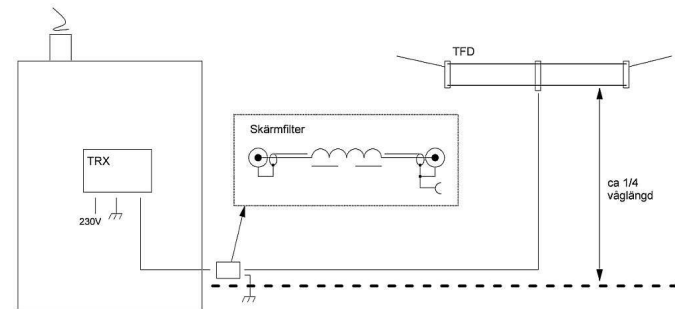 TFD
Skärmfilter
TRX
230V
ca 1/4
våglängd